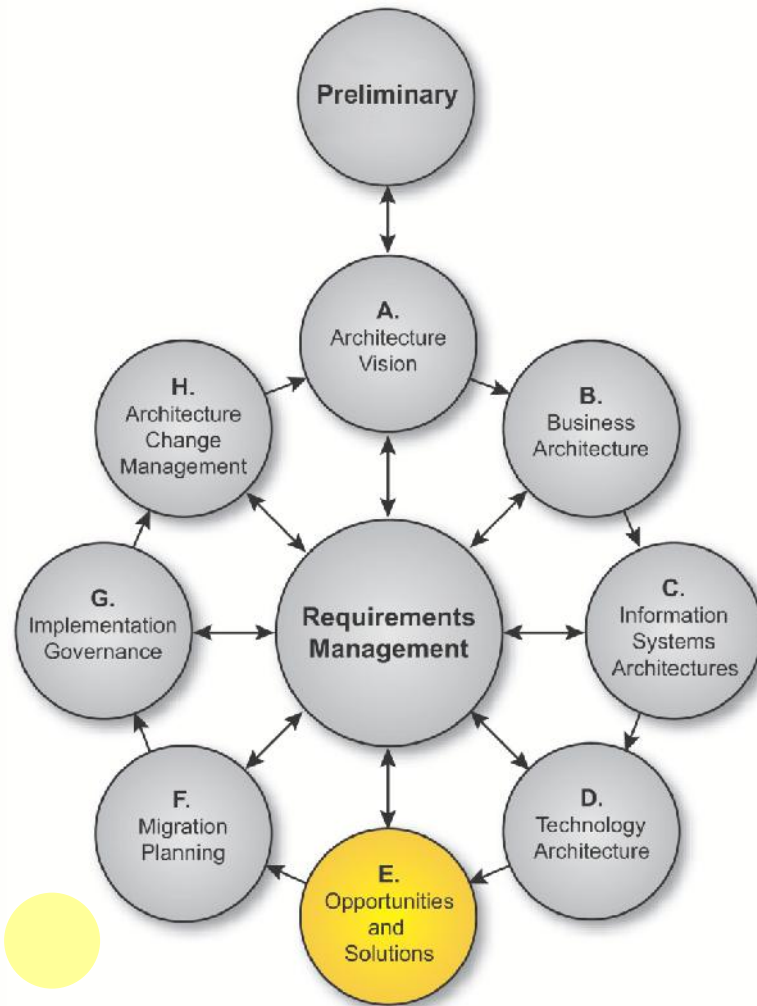 Preliminary
A.
Architecture
Vision
H.
Architecture
Change
Management
B.
Business
Architecture
G.
Implementation
Governance
Requirements
Management
C.
Information
Systems
Architectures
F.
Migration
Planning
D.
Technology
Architecture
E.
Opportunities
and
Solutions